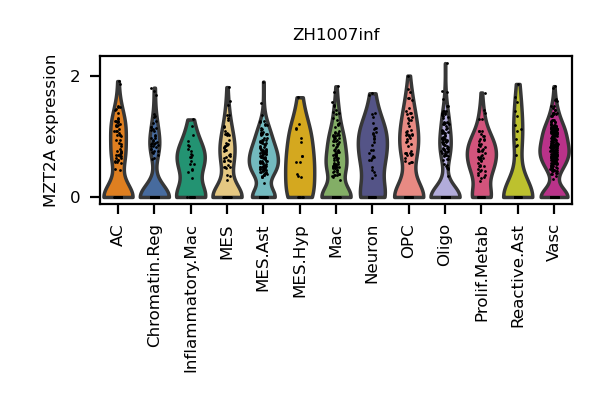 ZH1007inf
MZT2A expression
2
0
AC
Chromatin.Reg
Inflammatory.Mac
MES
MES.Ast
MES.Hyp
Mac
Neuron
OPC
Oligo
Prolif.Metab
Reactive.Ast
Vasc